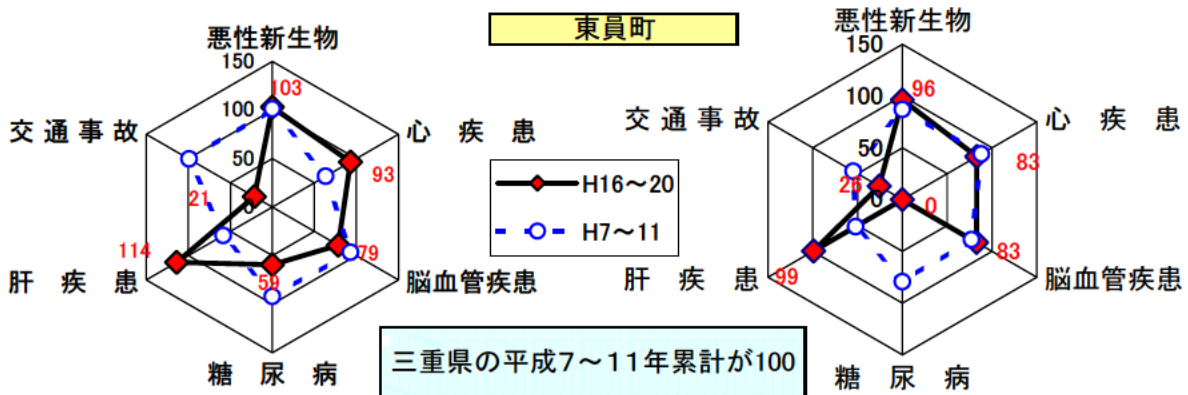 東員町
悪性新生物
150
103
100
心疾患
交通事故
50
93
21
0
114
79
肝疾患
59
脳血管疾患
糖尿病
H16～20
H7～11
悪性新生物
150
96
100
心疾患
交通事故
50
83
26
0
0
99
83
肝疾患
脳血管疾患
糖尿病
三重県の平成7～11年累計が100